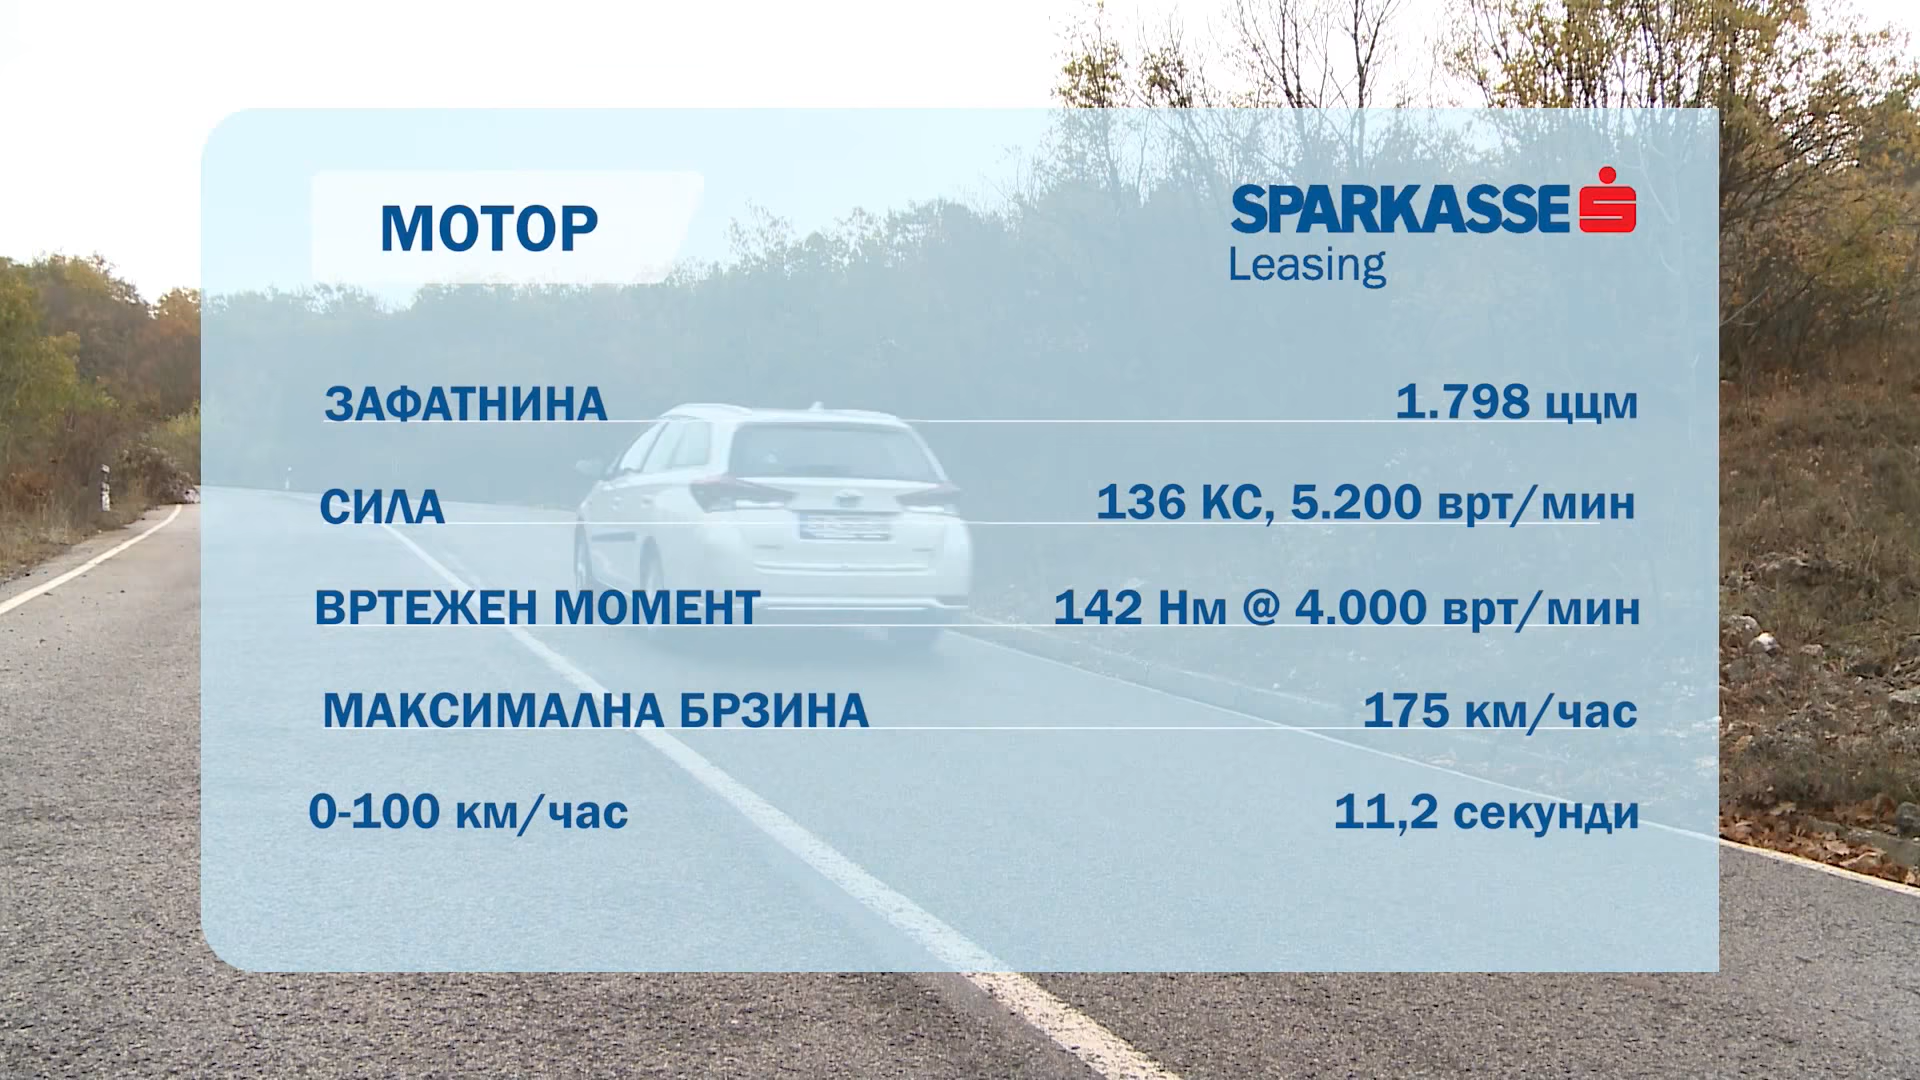 МОТОР
SPARKASSE
Leasing
ЗАФАТНИНА 1.798 ццм
СИЛА 136 КС, 5.200 врт/мин
ВРТЕЖЕН МОМЕНТ 142 Нм @ 4.000 врт/мин
МАКСИМАЛНА БРЗИНА 175 км/час
0-100 км/час 11,2 секунди